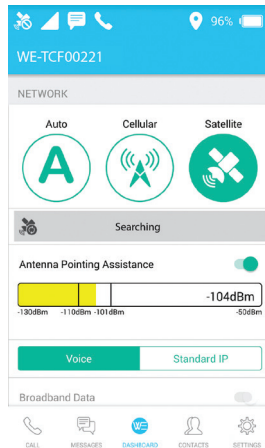 96%
WE-TCF00221
NETWORK
Auto Cellular Satellite
A
Searching
Antenna Pointing Assistance
-104dBm
-130dBm -110dBm -101dBm -50dBm
Voice Standard IP
Broadband Data
WE
CALL MESSAGES DASHBOARD CONTACTS SETTINGS